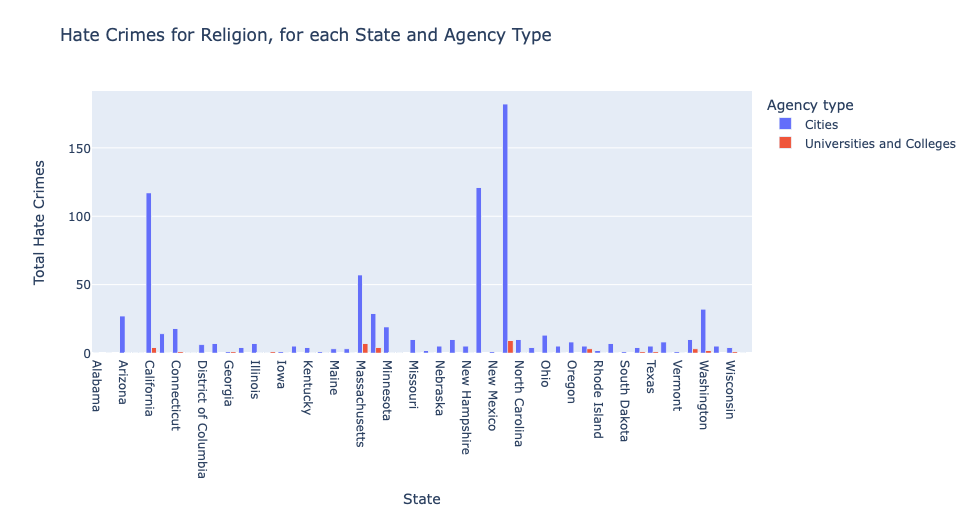 Hate Crimes for Religion, for each State and Agency Type
Agency type
Cities
Universities and Colleges
Total Hate Crimes
150
100
50
0
Alabama
Arizona
California
Connecticut
District of Columbia
Georgia
Illinois
Iowa
Kentucky
Maine
Massachusetts
Minnesota
Missouri
Nebraska
New Hampshire
New Mexico
North Carolina
Ohio
Oregon
Rhode Island
South Dakota
Texas
Vermont
Washington
Wisconsin
State